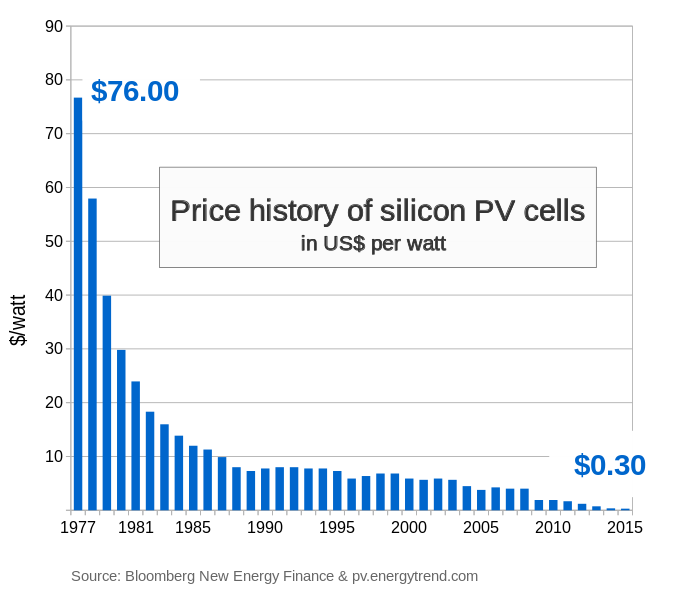 90
80
$76.00
70
60
Price history of silicon PV cells
in US$ per watt
50
40
$/watt
30
20
10
$0.30
1977 1981 1985 1990 1995 2000 2005 2010 2015
Source: Bloomberg New Energy Finance & pv.energytrend.com